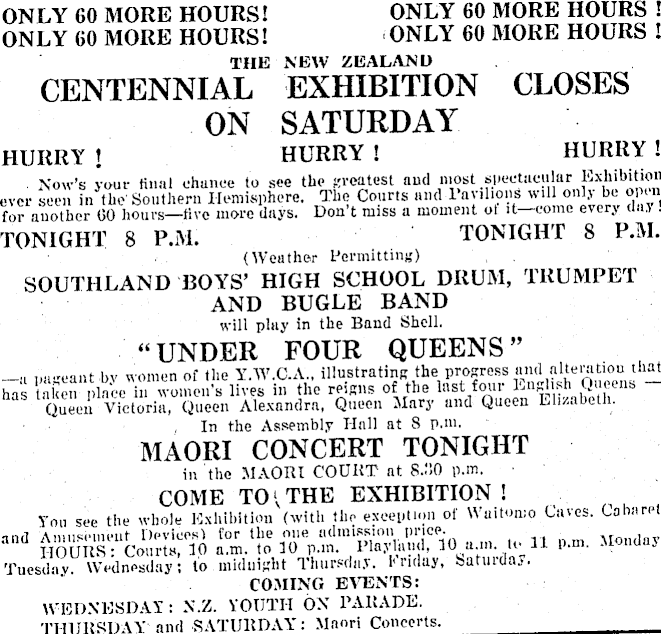 ONLY 60 MORE HOURS! ONLY 60 MORE HOURS !
ONLY 60 MORE HOURS! ONLY 60 MORE HOURS !
THE NEW ZEALAND
CENTENNIAL EXHIBITION CLOSES
ON SATURDAY
HURRY ! HURRY ! HURRY !
Now's your final chance to see the greatest and most spectacular Exhibition
ever seen in the Southern Hemisphere. The Courts and Pavilions will only be open
for another 60 hours—five more days. Don't miss a moment of it—come every day!
TONIGHT 8 P.M. TONIGHT 8 P.M.
(Weather Permitting)
SOUTHLAND BOYS' HIGH SCHOOL DRUM, TRUMPET
AND BUGLE BAND
will play in the Band Shell.
"UNDER FOUR QUEENS"
—a pageant by women of the Y.W.C.A., illustrating the progress and alteration that
has taken place in women's lives in the reigns of the last four English Queens —
Queen Victoria, Queen Alexandra, Queen Mary and Queen Elizabeth.
In the Assembly Hall at 8 p.m.
MAORI CONCERT TONIGHT
in the MAORI COURT at 8.30 p.m.
COME TO THE EXHIBITION !
You see the whole Exhibition (with the exception of Waitomo Caves. Cabaret
and Amusement Devices) for the one admission price.
HOURS: Courts, 10 a.m. to 10 p.m. Playland, 10 a.m. to 11 p.m. Monday
Tuesday. Wednesday; to midnight Thursday. Friday, Saturday.
COMING EVENTS:
WEDNESDAY: N.Z. YOUTH ON PARADE.
THURSDAY and SATURDAY: Maori Concerts.